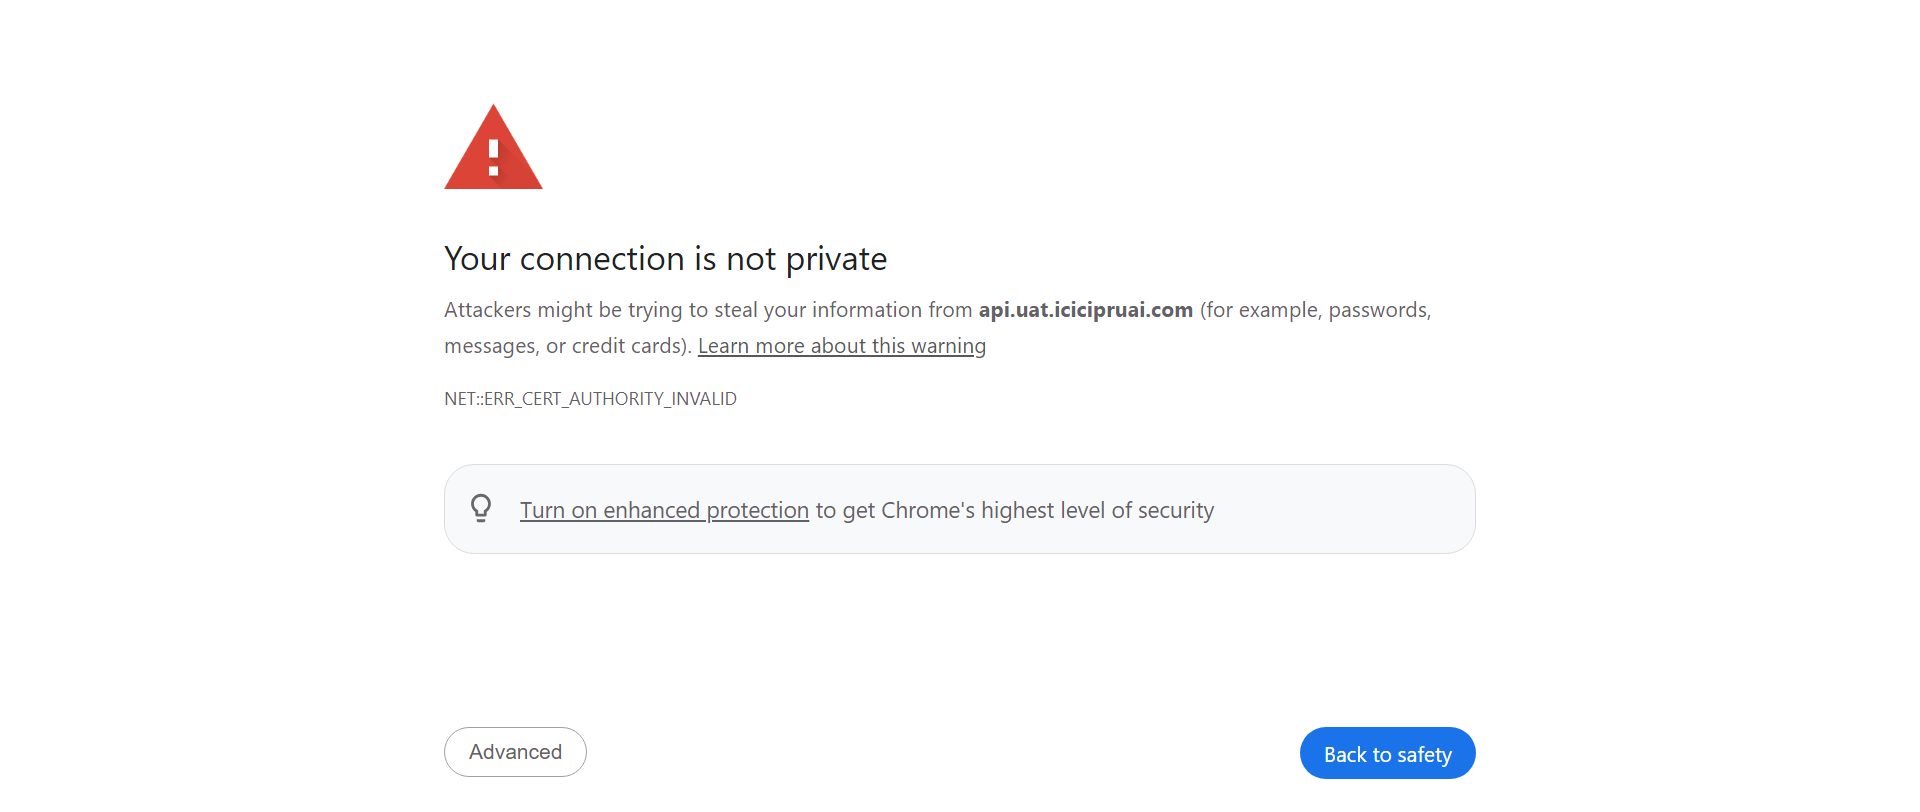 Your connection is not private
Attackers might be trying to steal your information from api.uat.icicipruai.com (for example, passwords,
messages, or credit cards). Learn more about this warning
NET::ERR_CERT_AUTHORITY_INVALID
Turn on enhanced protection to get Chrome's highest level of security
Advanced
Back to safety